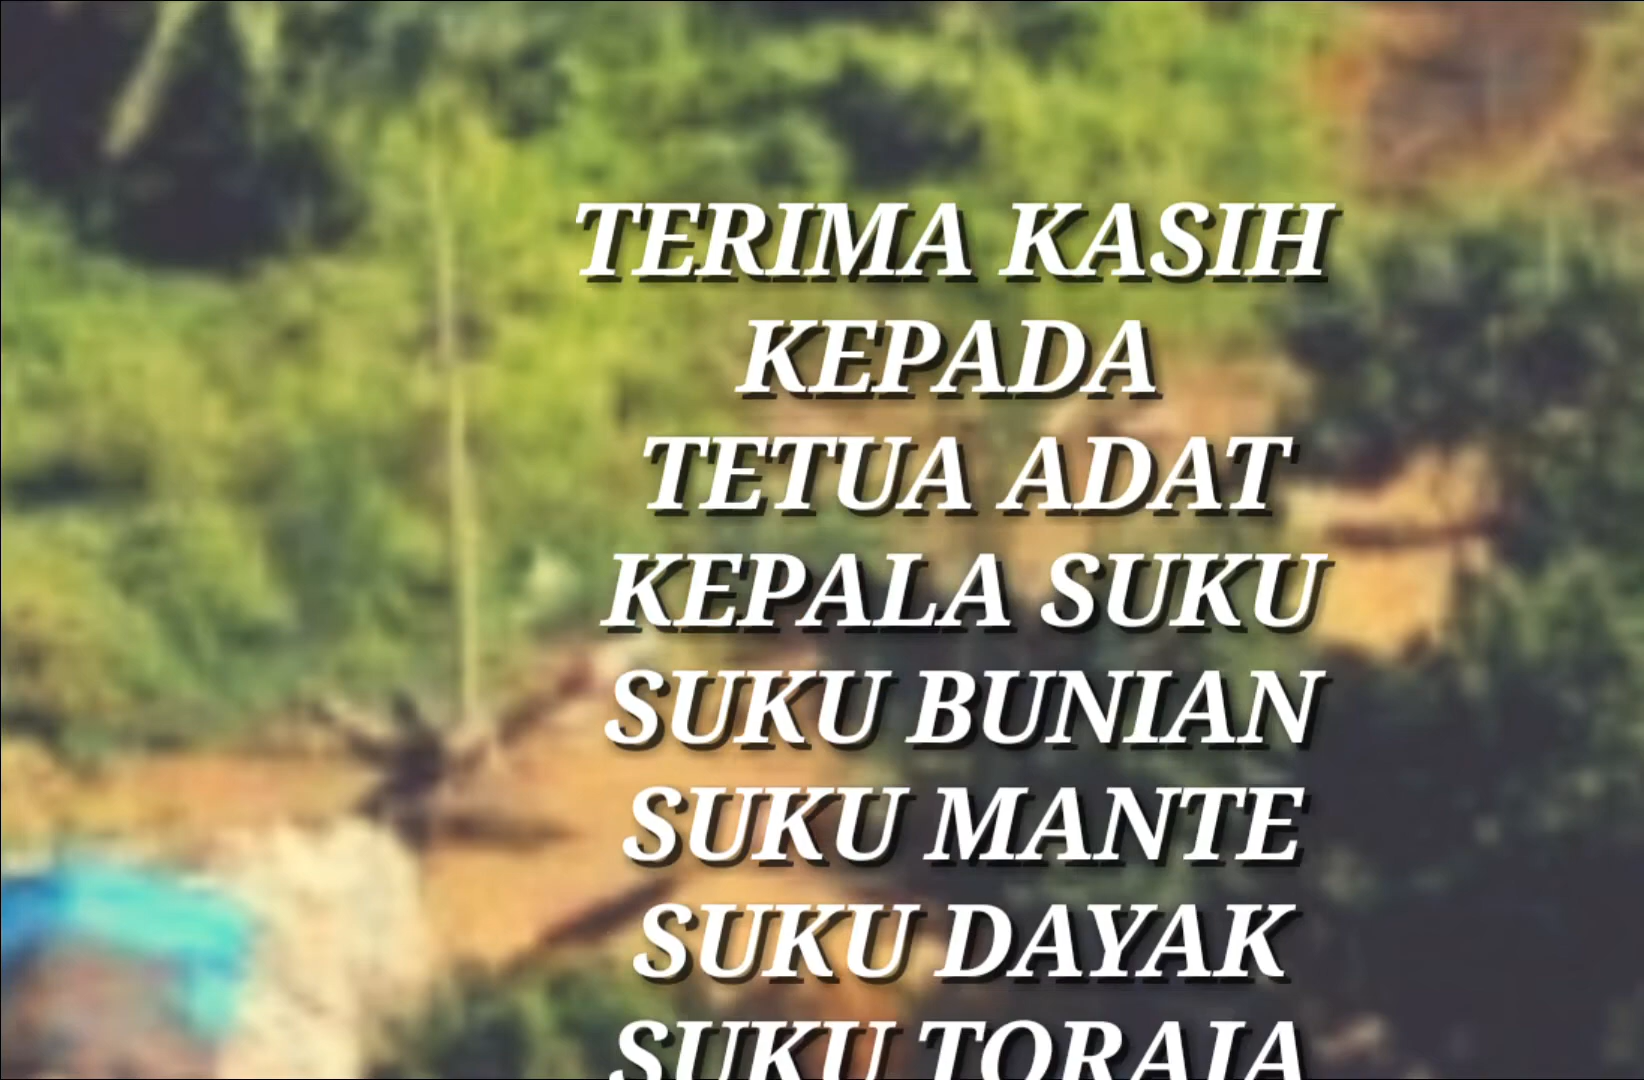 TERIMA KASIH
KEPADA
TETUA ADAT
KEPALA SUKU
SUKU BUNIAN
SUKU MANTE
SUKU DAYAK
SUKU TORAJA